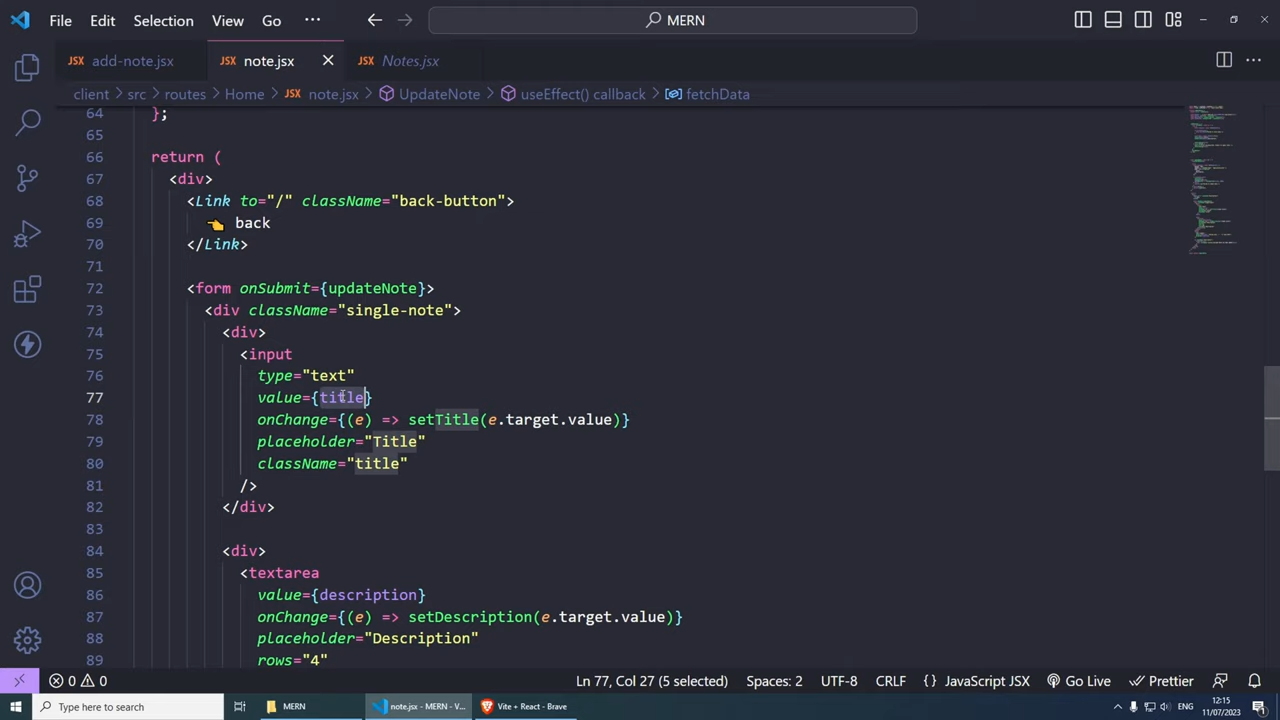 File Edit Selection View Go ··· MERN
JSX add-note.jsx JSX note.jsx JSX Notes.jsx
client > src > routes > Home > JSX note.jsx > UpdateNote > useEffect() callback > fetchData
64 };
65
66 return (
67 <div>
68 <Link to="/" className="back-button">
69 👈 back
70 </Link>
71
72 <form onSubmit={updateNote}>
73 <div className="single-note">
74 <div>
75 <input
76 type="text"
77 value={title}
78 onChange={(e) => setTitle(e.target.value)}
79 placeholder="Title"
80 className="title"
81 />
82 </div>
83
84 <div>
85 <textarea
86 value={description}
87 onChange={(e) => setDescription(e.target.value)}
88 placeholder="Description"
89 rows="4"
0 0 Ln 77, Col 27 (5 selected) Spaces: 2 UTF-8 CRLF {} JavaScript JSX Go Live Prettier
Type here to search MERN note.jsx - MERN - V... Vite + React - Brave ENG 12:15
11/07/2023